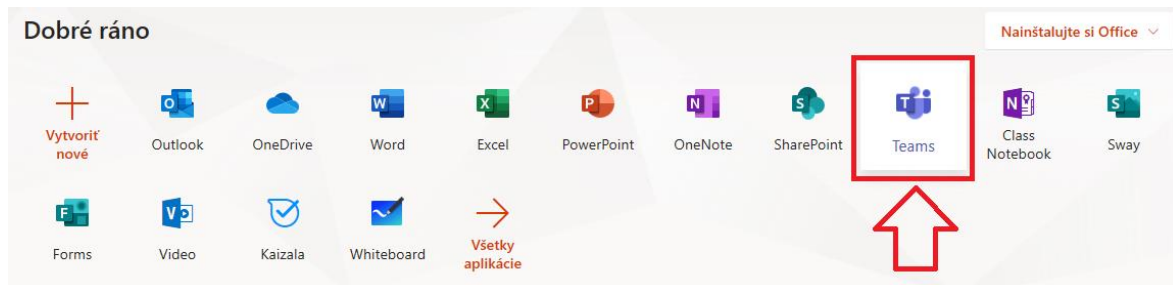 Dobré ráno
Nainštalujte si Office
Vytvoriť
nové
Outlook
OneDrive
Word
Excel
PowerPoint
OneNote
SharePoint
Teams
Class
Notebook
Sway
Forms
Video
Kaizala
Whiteboard
Všetky
aplikácie